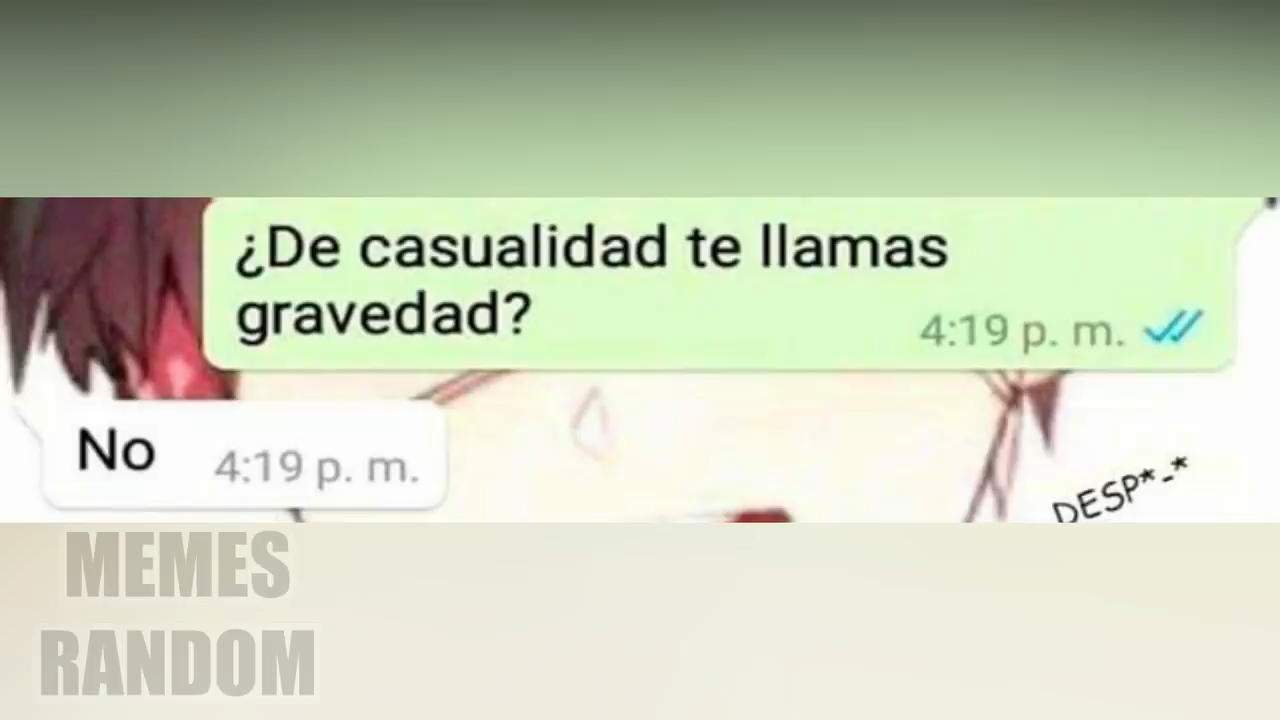 ¿De casualidad te llamas
gravedad?
4:19 p. m.
No
4:19 p. m.
DESP*-*
MEMES
RANDOM